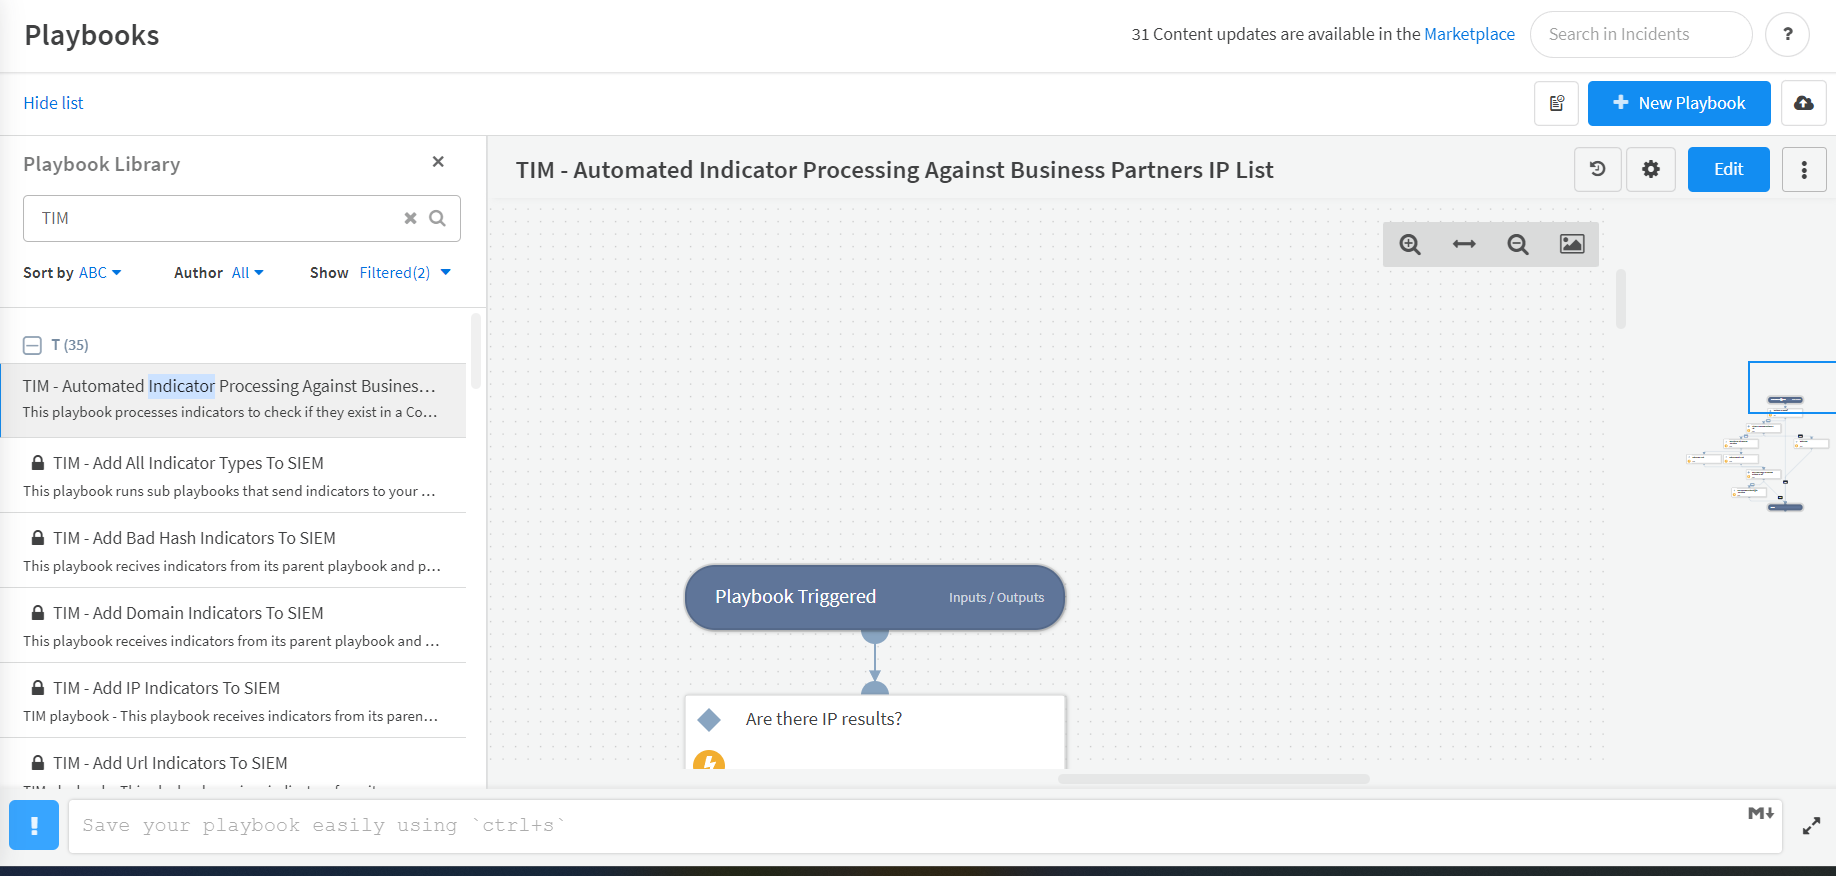 Playbooks
31 Content updates are available in the Marketplace
Search in Incidents
?
Hide list
New Playbook
Playbook Library
TIM - Automated Indicator Processing Against Business Partners IP List
Edit
TIM
Sort by ABC
Author All
Show Filtered(2)
T (35)
TIM - Automated Indicator Processing Against Busines…
This playbook processes indicators to check if they exist in a Co…
TIM - Add All Indicator Types To SIEM
This playbook runs sub playbooks that send indicators to your …
TIM - Add Bad Hash Indicators To SIEM
This playbook recives indicators from its parent playbook and p…
TIM - Add Domain Indicators To SIEM
This playbook receives indicators from its parent playbook and …
TIM - Add IP Indicators To SIEM
TIM playbook - This playbook receives indicators from its paren…
TIM - Add Url Indicators To SIEM
Playbook Triggered
Inputs / Outputs
Are there IP results?
!
Save your playbook easily using `ctrl+s`
M